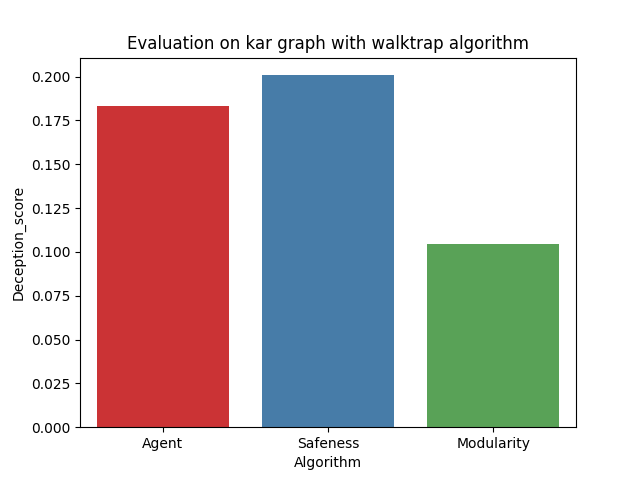 Evaluation on kar graph with walktrap algorithm
0.200
0.175
0.150
0.125
0.100
0.075
0.050
0.025
0.000
Deception_score
Agent
Safeness
Modularity
Algorithm